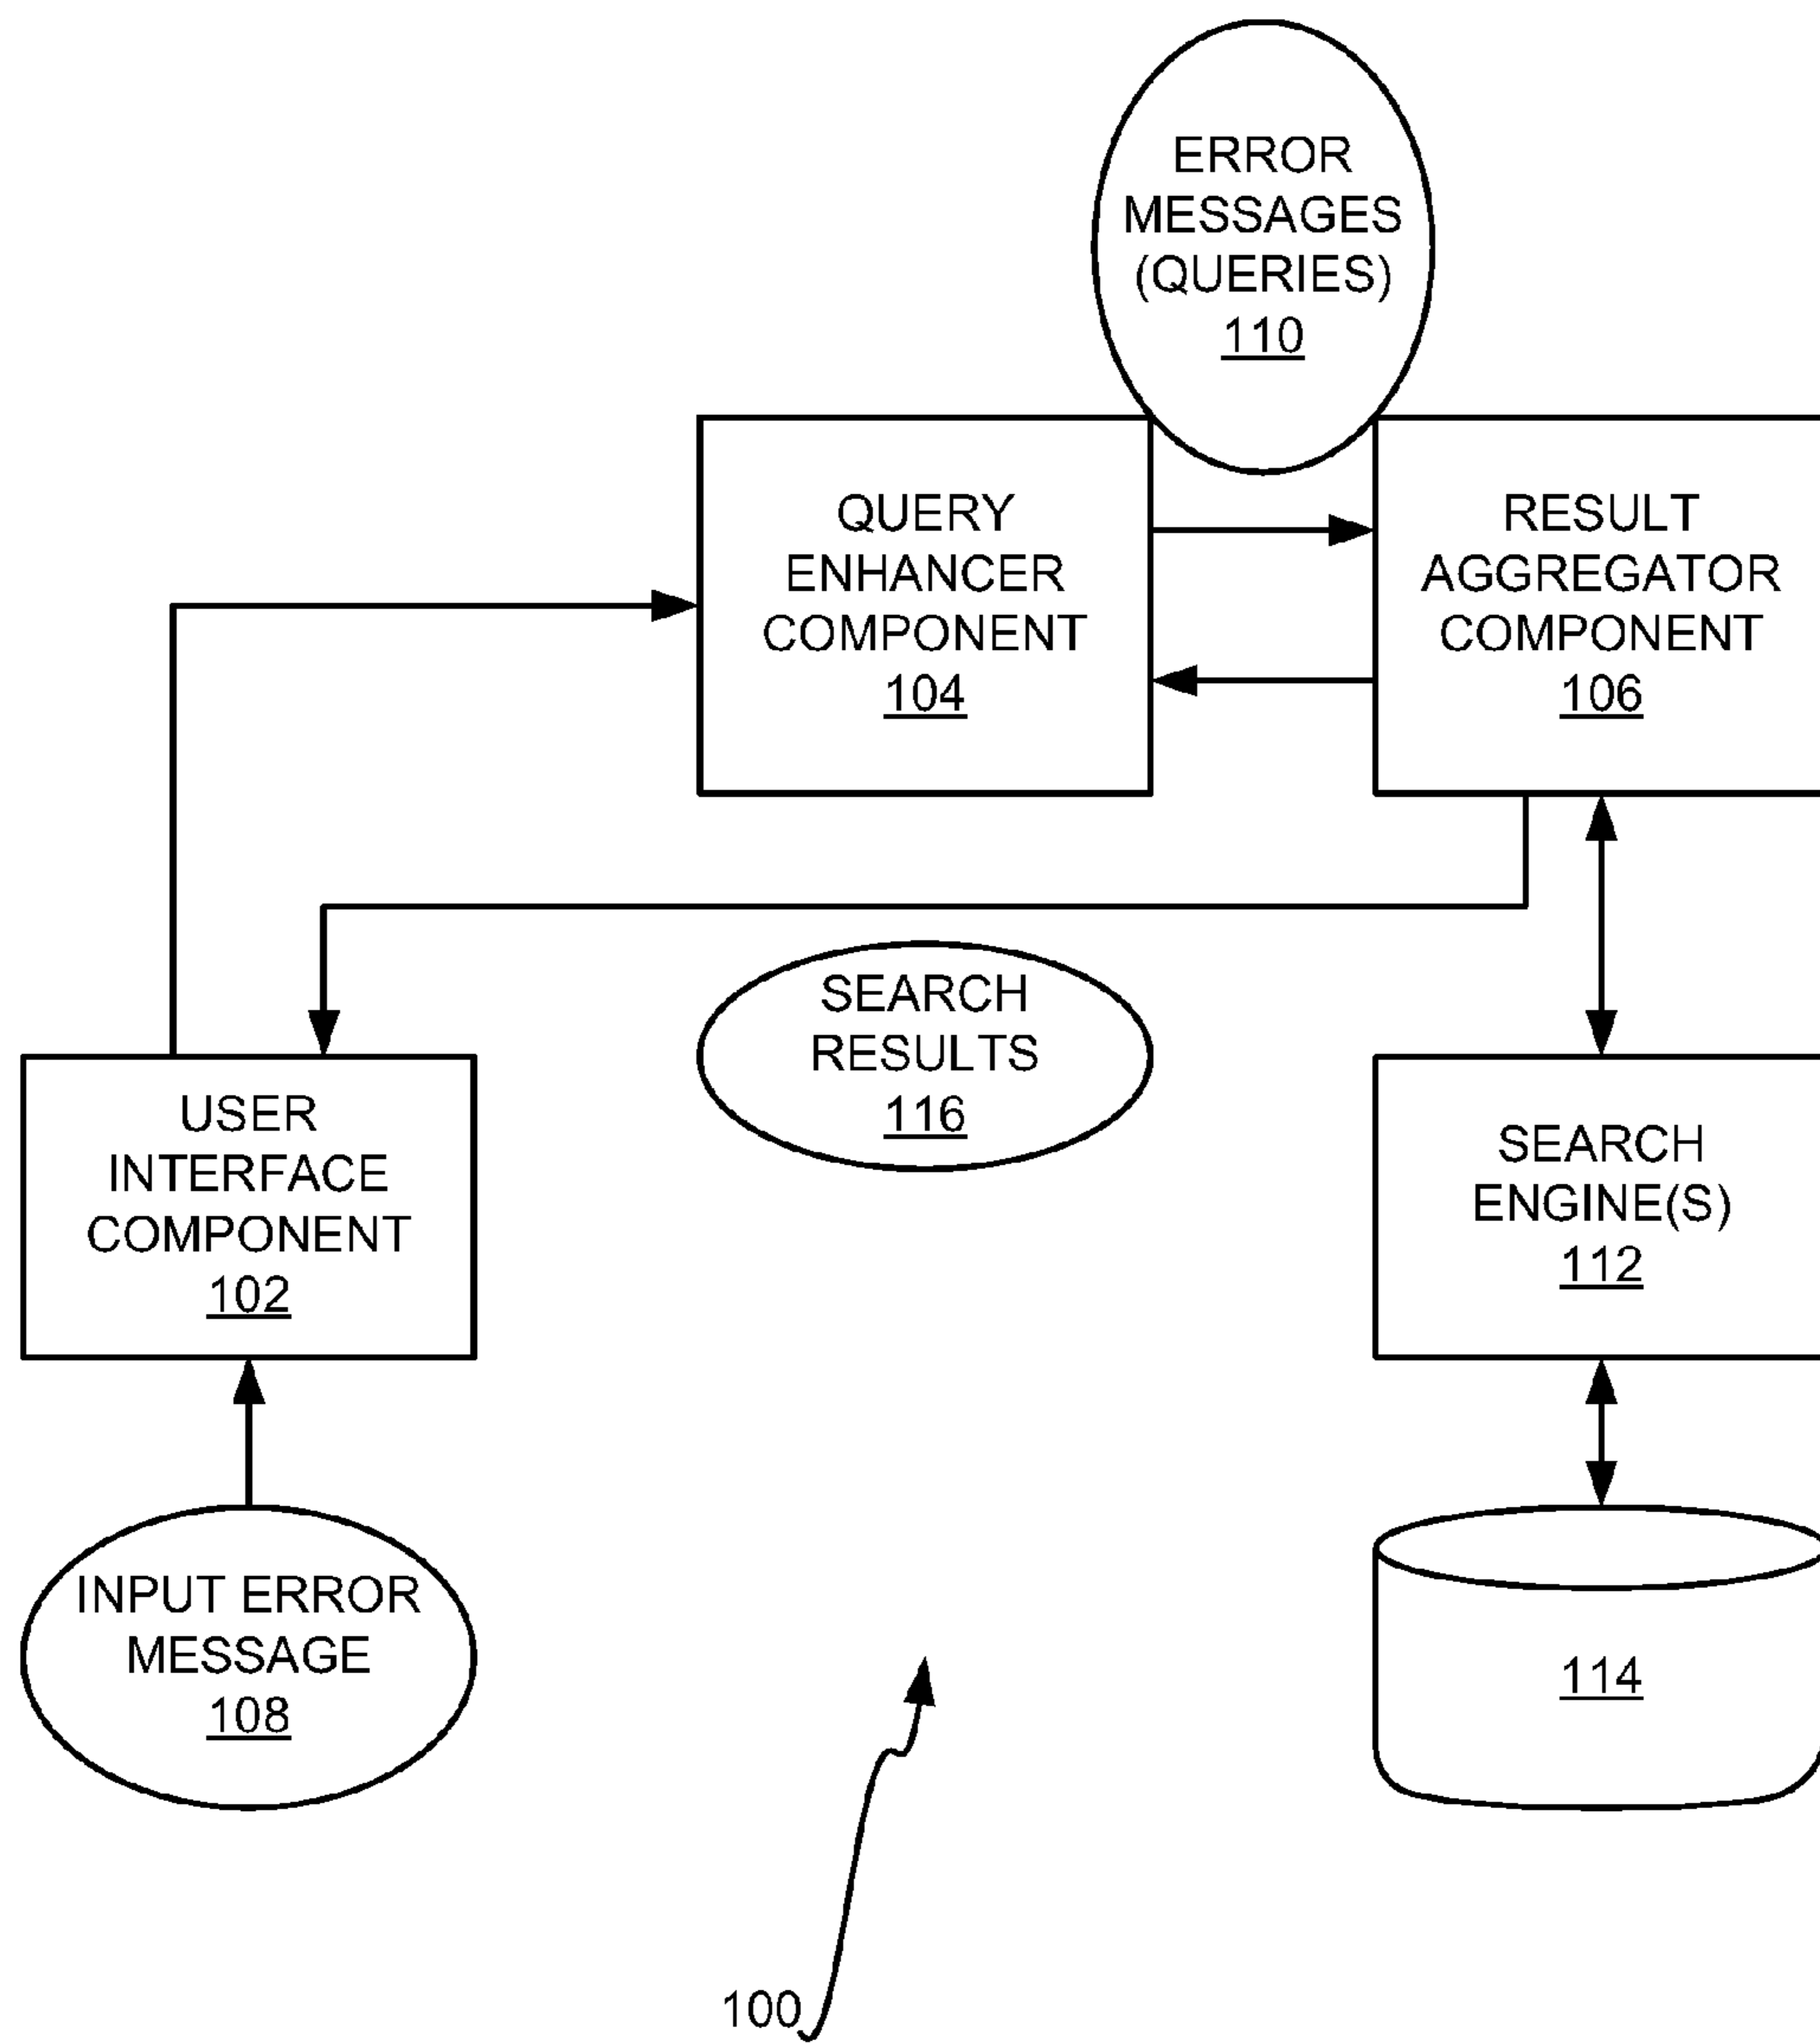 ERROR
MESSAGES
(QUERIES)
110
QUERY
ENHANCER
COMPONENT
104
RESULT
AGGREGATOR
COMPONENT
106
SEARCH
RESULTS
116
USER
INTERFACE
COMPONENT
102
SEARCH
ENGINE(S)
112
INPUT ERROR
MESSAGE
108
114
100